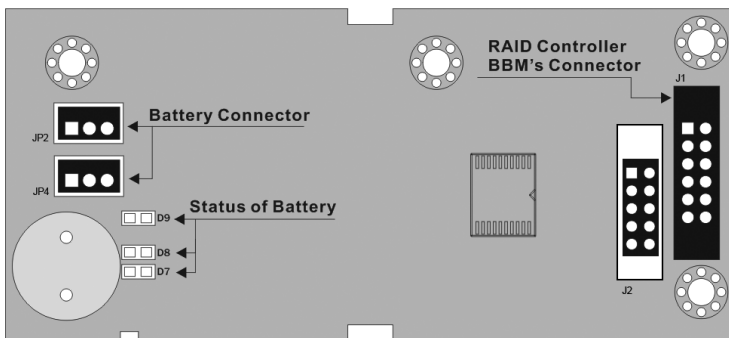 RAID Controller
BBM's Connector
J1
Battery Connector
JP2
JP4
Status of Battery
D9
D8
D7
J2